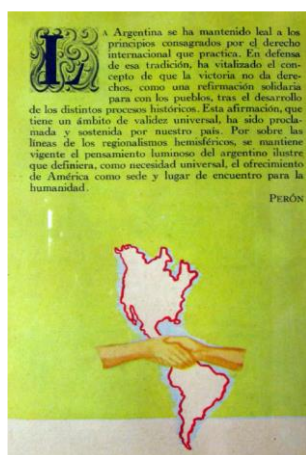 LA Argentina se ha mantenido leal a los
principios consagrados por el derecho
internacional que practica. En defensa
de esa tradición, ha vitalizado el con-
cepto de que la victoria no da dere-
chos, como una refirmación solidaria
para con los pueblos, tras el desarrollo
de los distintos procesos históricos. Esta afirmación, que
tiene un ámbito de validez universal, ha sido procla-
mada y sostenida por nuestro país. Por sobre las
líneas de los regionalismos hemisféricos, se mantiene
vigente el pensamiento luminoso del argentino ilustre
que definiera, como necesidad universal, el ofrecimiento
de América como sede y lugar de encuentro para la
humanidad.
PERÓN